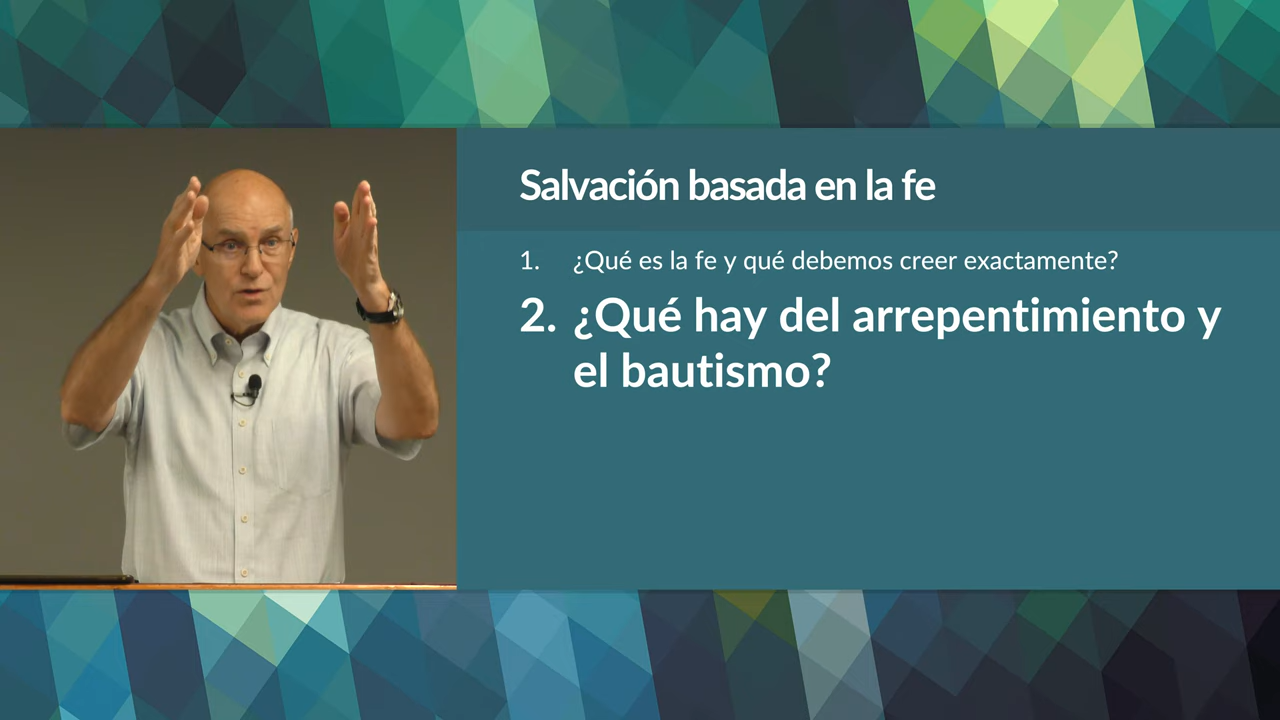 Salvación basada en la fe
1. ¿Qué es la fe y qué debemos creer exactamente?
2. ¿Qué hay del arrepentimiento y
el bautismo?